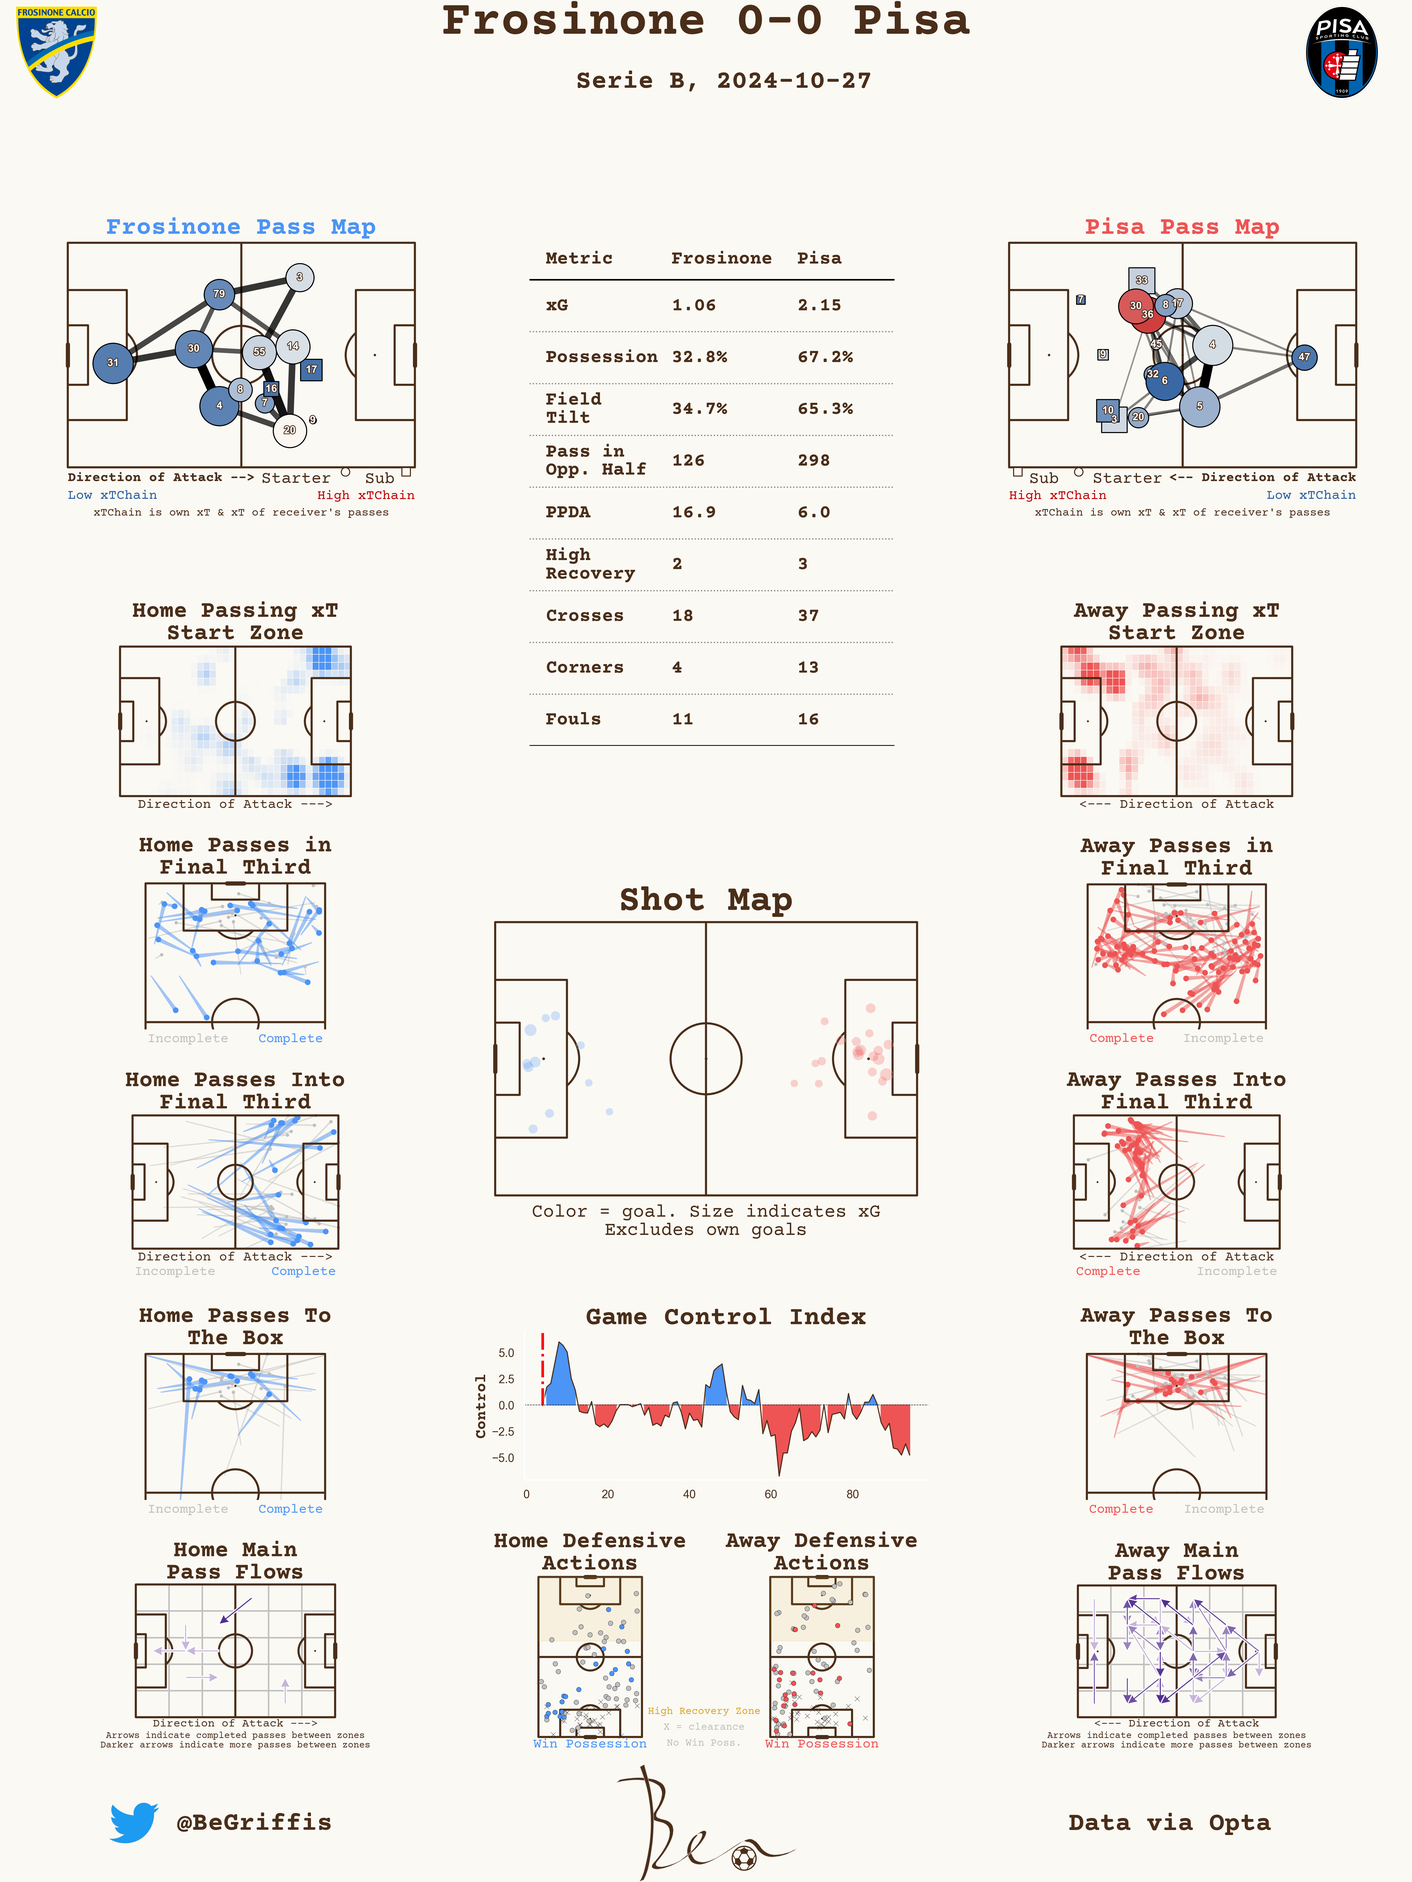 Frosinone 0-0 Pisa
Serie B, 2024-10-27
FROSINONE CALCIO
PISA
SPORTING CLUB
1909
Frosinone Pass Map
3
79
30
55
14
31
17
8
16
4
7
9
20
Direction of Attack --> Starter Sub
Low xTChain High xTChain
xTChain is own xT & xT of receiver's passes
Metric Frosinone Pisa
xG 1.06 2.15
Possession 32.8% 67.2%
Field
Tilt 34.7% 65.3%
Pass in
Opp. Half 126 298
PPDA 16.9 6.0
High
Recovery 2 3
Crosses 18 37
Corners 4 13
Fouls 11 16
Pisa Pass Map
33
7
30
8
17
36
45
4
9
47
32
6
10
3
20
5
Sub Starter <-- Direction of Attack
High xTChain Low xTChain
xTChain is own xT & xT of receiver's passes
Home Passing xT
Start Zone
Direction of Attack --->
Away Passing xT
Start Zone
<--- Direction of Attack
Home Passes in
Final Third
Incomplete Complete
Away Passes in
Final Third
Complete Incomplete
Shot Map
Color = goal. Size indicates xG
Excludes own goals
Home Passes Into
Final Third
Direction of Attack --->
Incomplete Complete
Away Passes Into
Final Third
<--- Direction of Attack
Complete Incomplete
Home Passes To
The Box
Incomplete Complete
Game Control Index
Control
5.0
2.5
0.0
−2.5
−5.0
0 20 40 60 80
Away Passes To
The Box
Complete Incomplete
Home Main
Pass Flows
Direction of Attack --->
Arrows indicate completed passes between zones
Darker arrows indicate more passes between zones
Home Defensive
Actions
Win Possession
High Recovery Zone
X = clearance
No Win Poss.
Away Defensive
Actions
Win Possession
Away Main
Pass Flows
<--- Direction of Attack
Arrows indicate completed passes between zones
Darker arrows indicate more passes between zones
@BeGriffis
Ben
Data via Opta